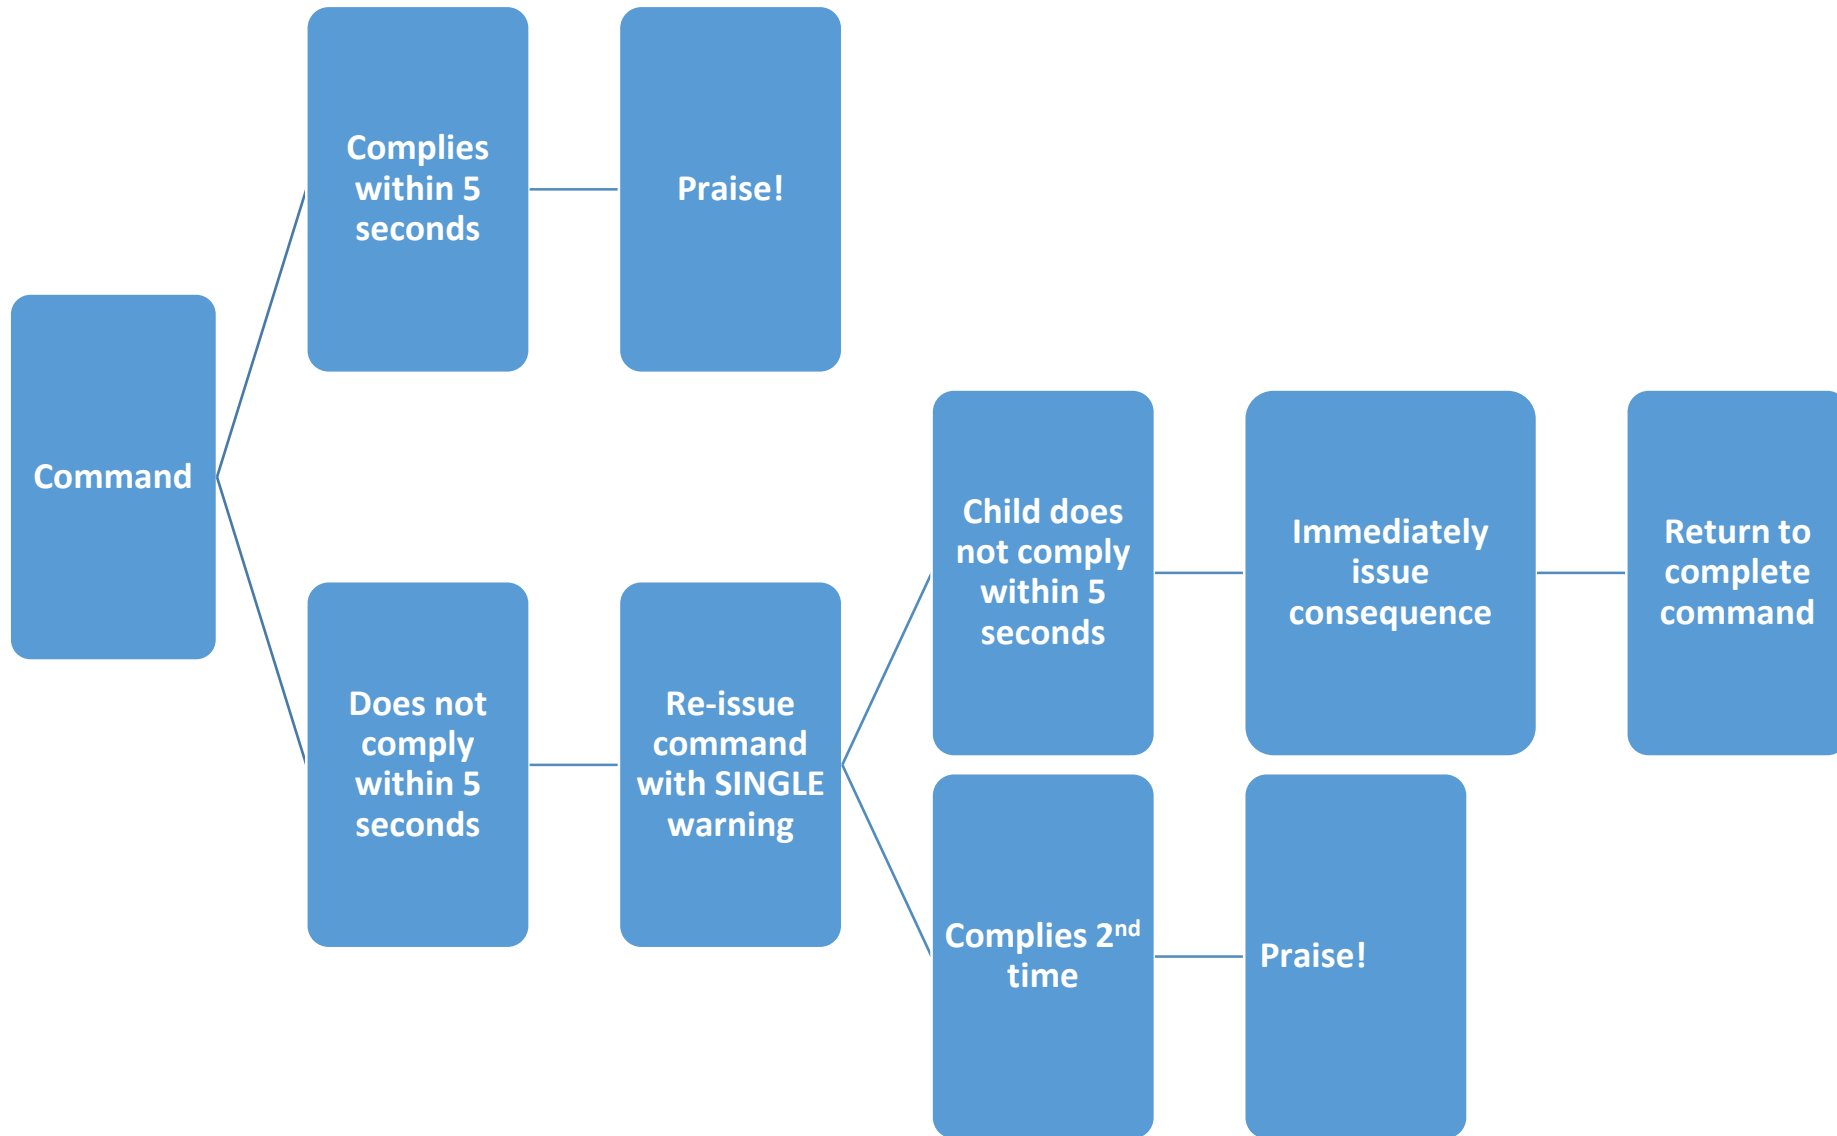 Command
Complies
within 5
seconds
Praise!
Does not
comply
within 5
seconds
Re-issue
command
with SINGLE
warning
Child does
not comply
within 5
seconds
Immediately
issue
consequence
Return to
complete
command
Complies 2nd
time
Praise!